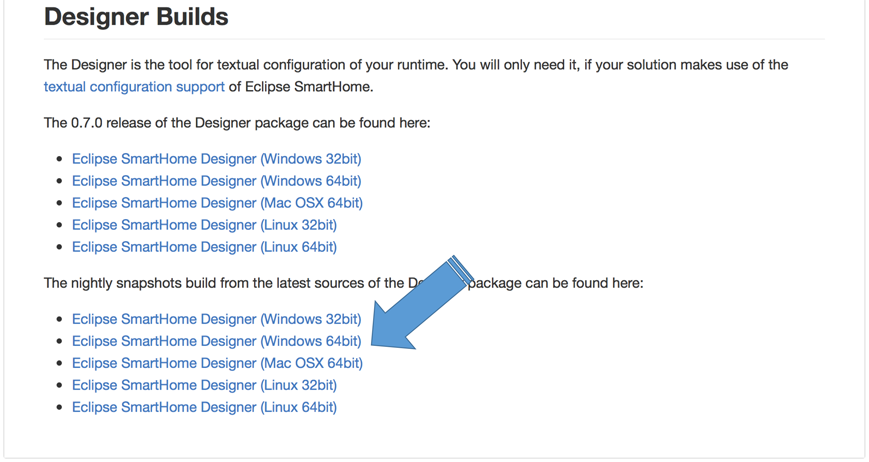 Designer Builds
The Designer is the tool for textual configuration of your runtime. You will only need it, if your solution makes use of the
textual configuration support of Eclipse SmartHome.
The 0.7.0 release of the Designer package can be found here:
Eclipse SmartHome Designer (Windows 32bit)
Eclipse SmartHome Designer (Windows 64bit)
Eclipse SmartHome Designer (Mac OSX 64bit)
Eclipse SmartHome Designer (Linux 32bit)
Eclipse SmartHome Designer (Linux 64bit)
The nightly snapshots build from the latest sources of the package can be found here:
Eclipse SmartHome Designer (Windows 32bit)
Eclipse SmartHome Designer (Windows 64bit)
Eclipse SmartHome Designer (Mac OSX 64bit)
Eclipse SmartHome Designer (Linux 32bit)
Eclipse SmartHome Designer (Linux 64bit)